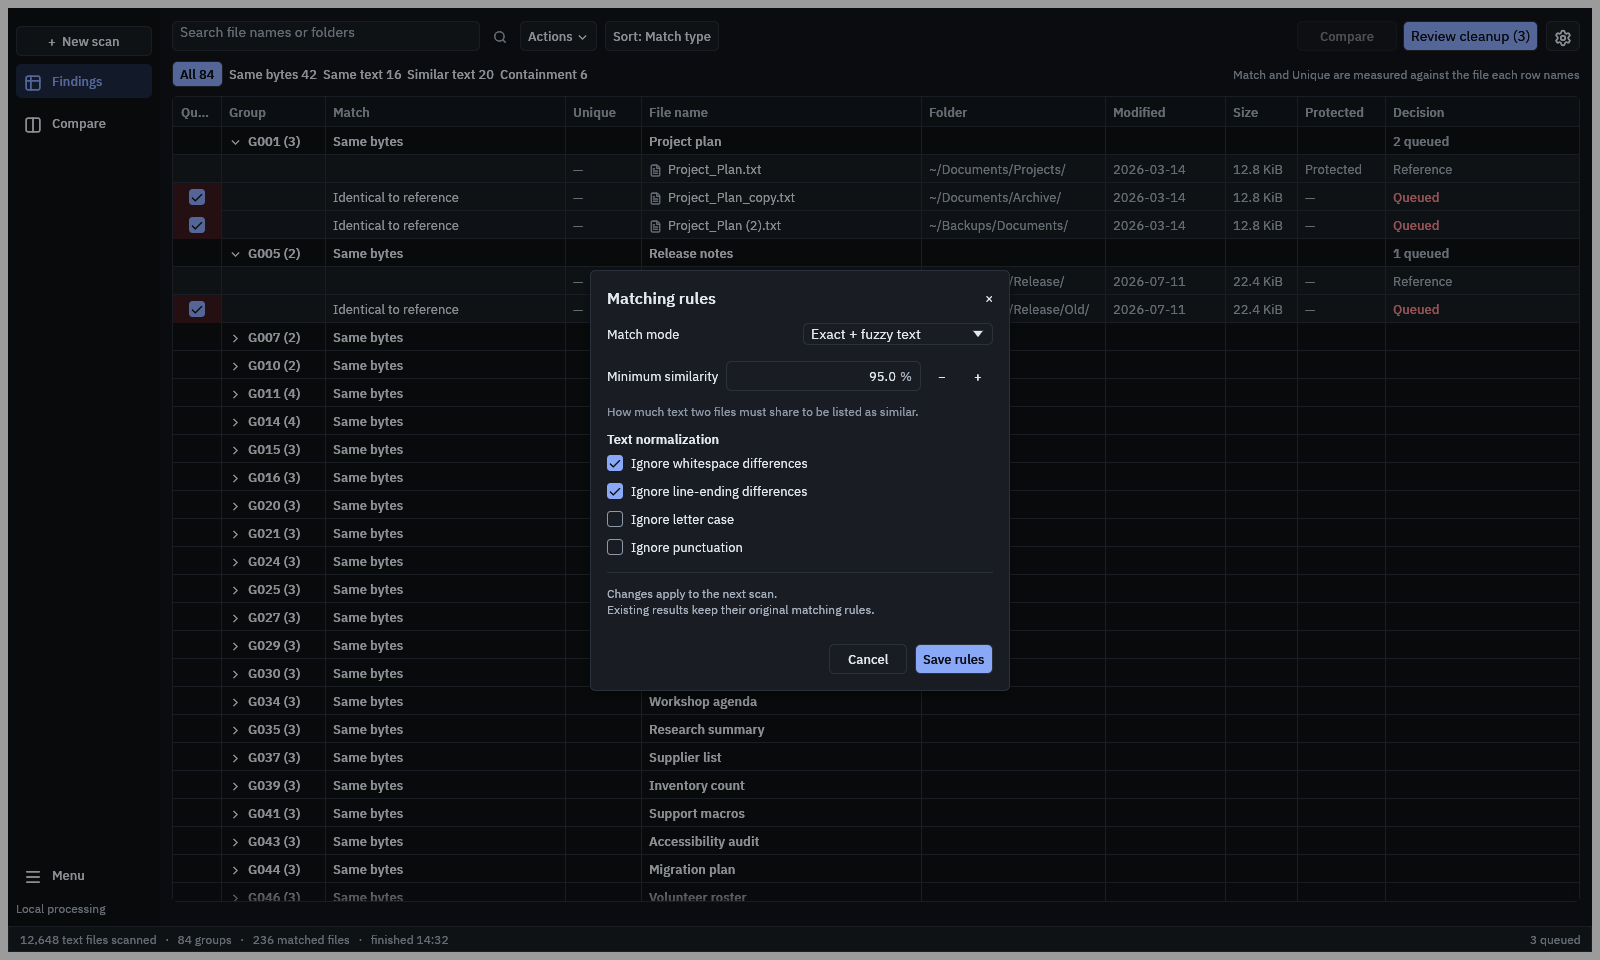 + New scan
Findings
Compare
Menu
Local processing
Search file names or folders
Actions
Sort: Match type
Compare
Review cleanup (3)
All 84 Same bytes 42 Same text 16 Similar text 20 Containment 6
Match and Unique are measured against the file each row names
Qu... Group Match Unique File name Folder Modified Size Protected Decision
G001 (3) Same bytes Project plan 2 queued
— Project_Plan.txt ~/Documents/Projects/ 2026-03-14 12.8 KiB Protected Reference
Identical to reference — Project_Plan_copy.txt ~/Documents/Archive/ 2026-03-14 12.8 KiB — Queued
Identical to reference — Project_Plan (2).txt ~/Backups/Documents/ 2026-03-14 12.8 KiB — Queued
G005 (2) Same bytes Release notes 1 queued
— /Release/ 2026-07-11 22.4 KiB — Reference
Identical to reference — /Release/Old/ 2026-07-11 22.4 KiB — Queued
G007 (2) Same bytes
G010 (2) Same bytes
G011 (4) Same bytes
G014 (4) Same bytes
G015 (3) Same bytes
G016 (3) Same bytes
G020 (3) Same bytes
G021 (3) Same bytes
G024 (3) Same bytes
G025 (3) Same bytes
G027 (3) Same bytes
G029 (3) Same bytes
G030 (3) Same bytes
G034 (3) Same bytes Workshop agenda
G035 (3) Same bytes Research summary
G037 (3) Same bytes Supplier list
G039 (3) Same bytes Inventory count
G041 (3) Same bytes Support macros
G043 (3) Same bytes Accessibility audit
G044 (3) Same bytes Migration plan
G046 (3) Same bytes Volunteer roster
Matching rules ×
Match mode Exact + fuzzy text
Minimum similarity 95.0 % − +
How much text two files must share to be listed as similar.
Text normalization
Ignore whitespace differences
Ignore line-ending differences
Ignore letter case
Ignore punctuation
Changes apply to the next scan.
Existing results keep their original matching rules.
Cancel Save rules
12,648 text files scanned · 84 groups · 236 matched files · finished 14:32
3 queued